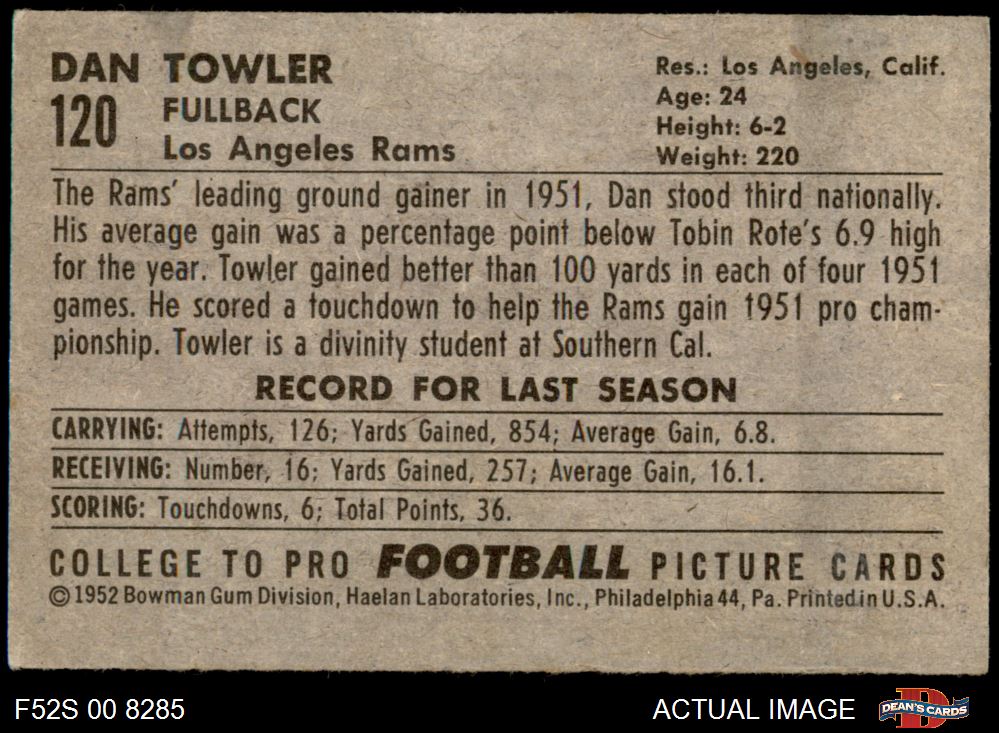 DAN TOWLER
120 FULLBACK
Los Angeles Rams
Res.: Los Angeles, Calif.
Age: 24
Height: 6-2
Weight: 220
The Rams' leading ground gainer in 1951, Dan stood third nationally.
His average gain was a percentage point below Tobin Rote's 6.9 high
for the year. Towler gained better than 100 yards in each of four 1951
games. He scored a touchdown to help the Rams gain 1951 pro cham-
pionship. Towler is a divinity student at Southern Cal.
RECORD FOR LAST SEASON
CARRYING: Attempts, 126; Yards Gained, 854; Average Gain, 6.8.
RECEIVING: Number, 16; Yards Gained, 257; Average Gain, 16.1.
SCORING: Touchdowns, 6; Total Points, 36.
COLLEGE TO PRO FOOTBALL PICTURE CARDS
©1952 Bowman Gum Division, Haelan Laboratories, Inc., Philadelphia 44, Pa. Printed in U.S.A.
F52S 00 8285
ACTUAL IMAGE
DEAN'S CARDS